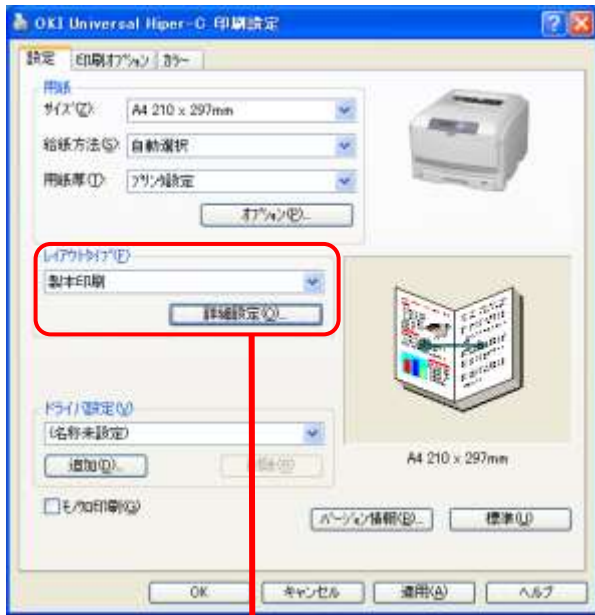 OKI Universal Hiper-C 印刷設定
設定 印刷ｵﾌﾟｼｮﾝ ｶﾗｰ
用紙
ｻｲｽﾞ(Z): A4 210 x 297mm
給紙方法(S): 自動選択
用紙厚(T): ﾌﾟﾘﾝﾀ設定
ｵﾌﾟｼｮﾝ(P)...
ﾚｲｱｳﾄﾀｲﾌﾟ(F)
製本印刷
詳細設定(O)...
ﾄﾞﾗｲﾊﾞ設定(V)
(名称未設定)
追加(D)... 削除(R)
A4 210 x 297mm
ﾓﾉｸﾛ印刷(G)
ﾊﾞｰｼﾞｮﾝ情報(B)... 標準(U)
OK キャンセル 適用(A) ヘルプ